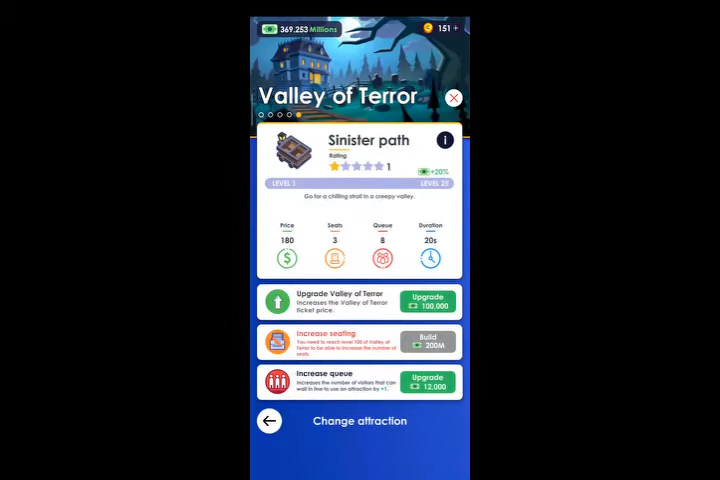 369.253 Millions
151 +
Valley of Terror
Sinister path
i
Rating
1
+20%
LEVEL 1
LEVEL 25
Go for a chilling stroll in a creepy valley.
Price
Seats
Queue
Duration
180
3
8
20s
Upgrade Valley of Terror
Increases the Valley of Terror
ticket price.
Upgrade
100,000
Increase seating
You need to reach level 100 of Valley of
Terror to be able to increase the number of
seats.
Build
200M
Increase queue
Increases the number of visitors that can
wait in line to use an attraction by +1.
Upgrade
12,000
Change attraction